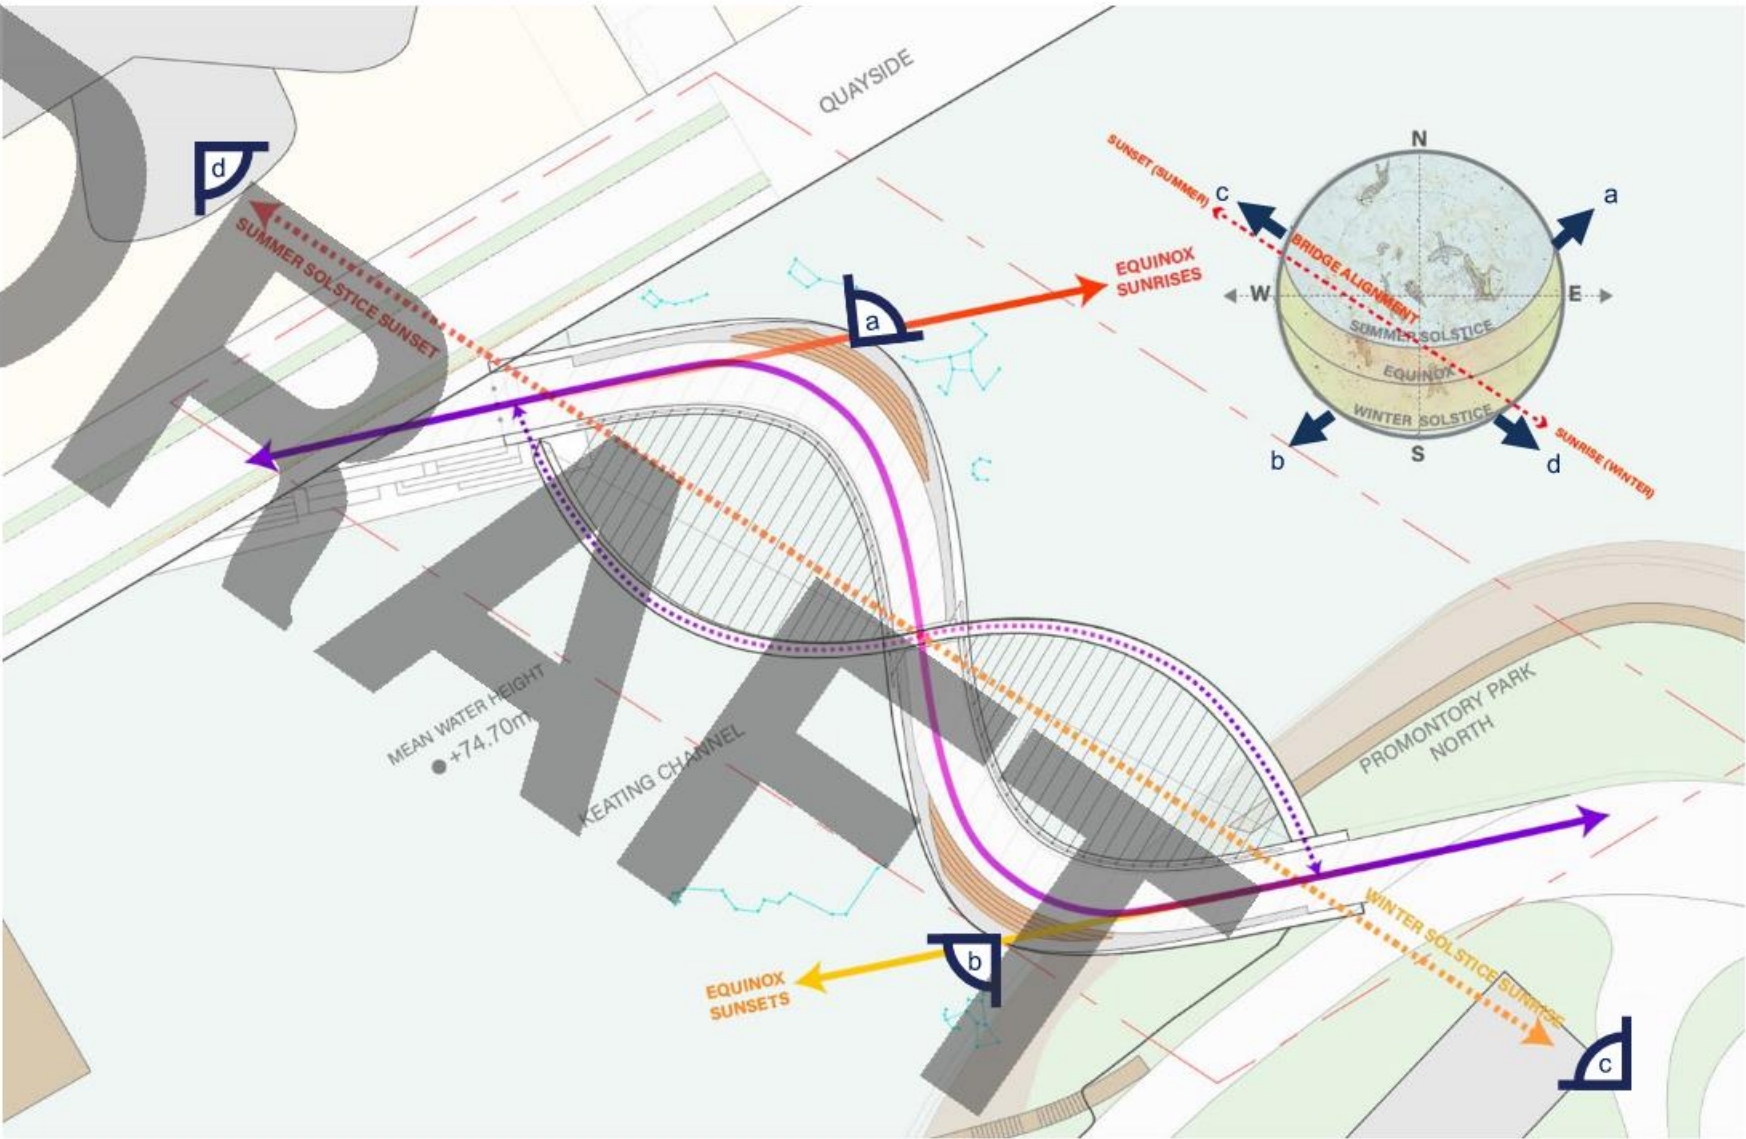 QUAYSIDE
d
SUMMER SOLSTICE SUNSET
EQUINOX
SUNRISES
a
N
SUNSET (SUMMER)
c
a
BRIDGE ALIGNMENT
W
E
SUMMER SOLSTICE
EQUINOX
WINTER SOLSTICE
S
b
d
SUNRISE (WINTER)
DRAFT
MEAN WATER HEIGHT
+74.70m
KEATING CHANNEL
PROMONTORY PARK
NORTH
WINTER SOLSTICE SUNRISE
EQUINOX
SUNSETS
b
c